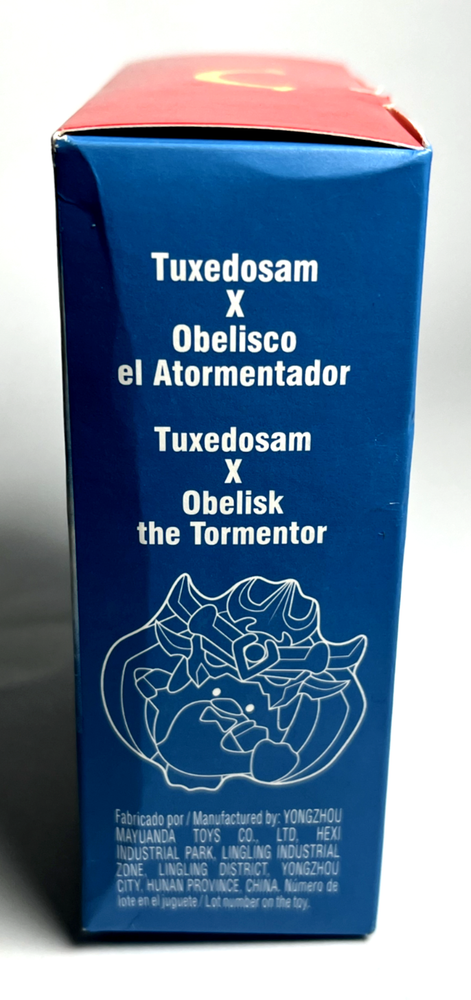 Tuxedosam
X
Obelisco
el Atormentador
Tuxedosam
X
Obelisk
the Tormentor
Fabricado por / Manufactured by: YONGZHOU
MAYUANDA TOYS CO., LTD, HEXI
INDUSTRIAL PARK, LINGLING INDUSTRIAL
ZONE, LINGLING DISTRICT, YONGZHOU
CITY, HUNAN PROVINCE, CHINA. Número de
lote en el juguete / Lot number on the toy.